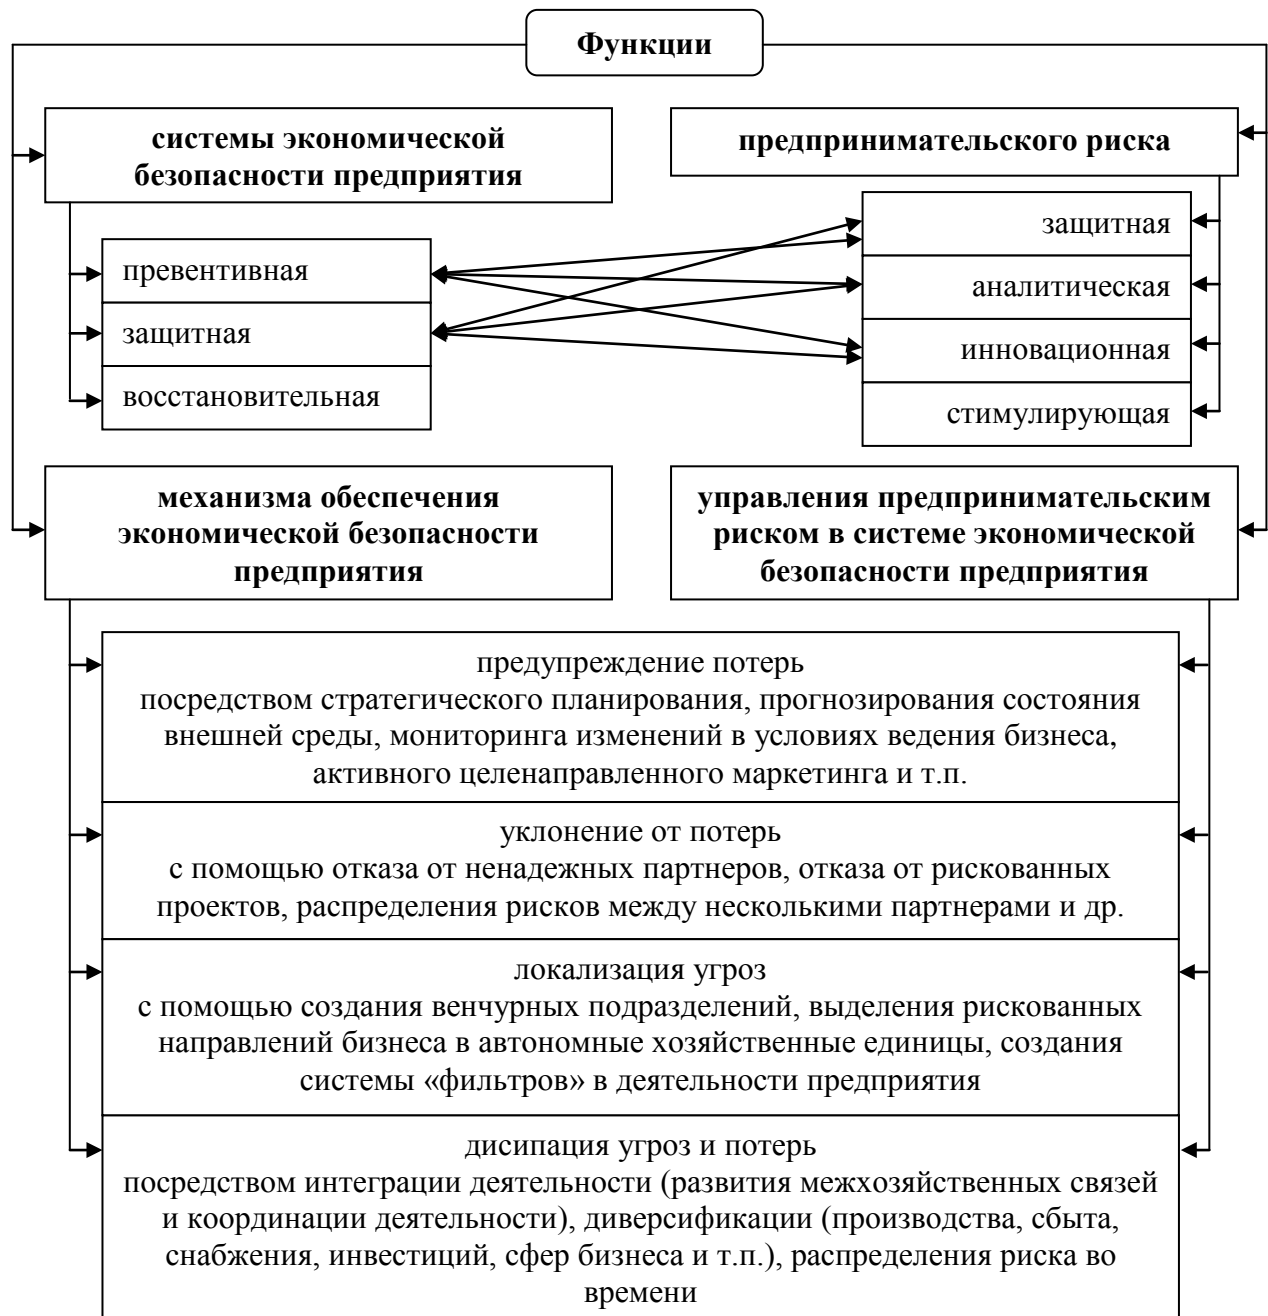 Функции
системы экономической
безопасности предприятия
предпринимательского риска
превентивная
защитная
восстановительная
защитная
аналитическая
инновационная
стимулирующая
механизма обеспечения
экономической безопасности
предприятия
управления предпринимательским
риском в системе экономической
безопасности предприятия
предупреждение потерь
посредством стратегического планирования, прогнозирования состояния
внешней среды, мониторинга изменений в условиях ведения бизнеса,
активного целенаправленного маркетинга и т.п.
уклонение от потерь
с помощью отказа от ненадежных партнеров, отказа от рискованных
проектов, распределения рисков между несколькими партнерами и др.
локализация угроз
с помощью создания венчурных подразделений, выделения рискованных
направлений бизнеса в автономные хозяйственные единицы, создания
системы «фильтров» в деятельности предприятия
дисипация угроз и потерь
посредством интеграции деятельности (развития межхозяйственных связей
и координации деятельности), диверсификации (производства, сбыта,
снабжения, инвестиций, сфер бизнеса и т.п.), распределения риска во
времени